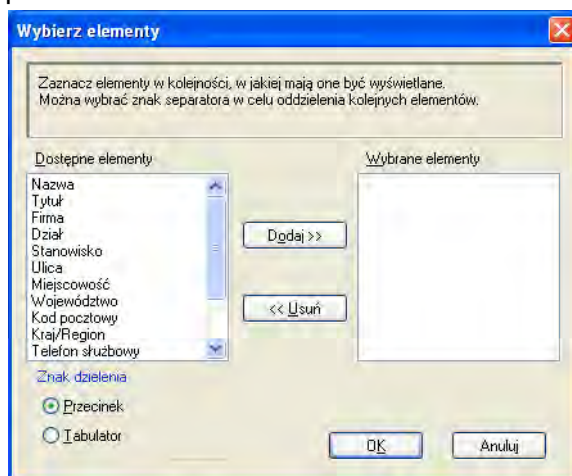 Wybierz elementy
Zaznacz elementy w kolejności, w jakiej mają one być wyświetlane.
Można wybrać znak separatora w celu oddzielenia kolejnych elementów.
Dostępne elementy
Wybrane elementy
Nazwa
Tytuł
Firma
Dział
Stanowisko
Ulica
Miejscowość
Województwo
Kod pocztowy
Kraj/Region
Telefon służbowy
Dodaj >>
<< Usuń
Znak dzielenia
Przecinek
Tabulator
OK
Anuluj